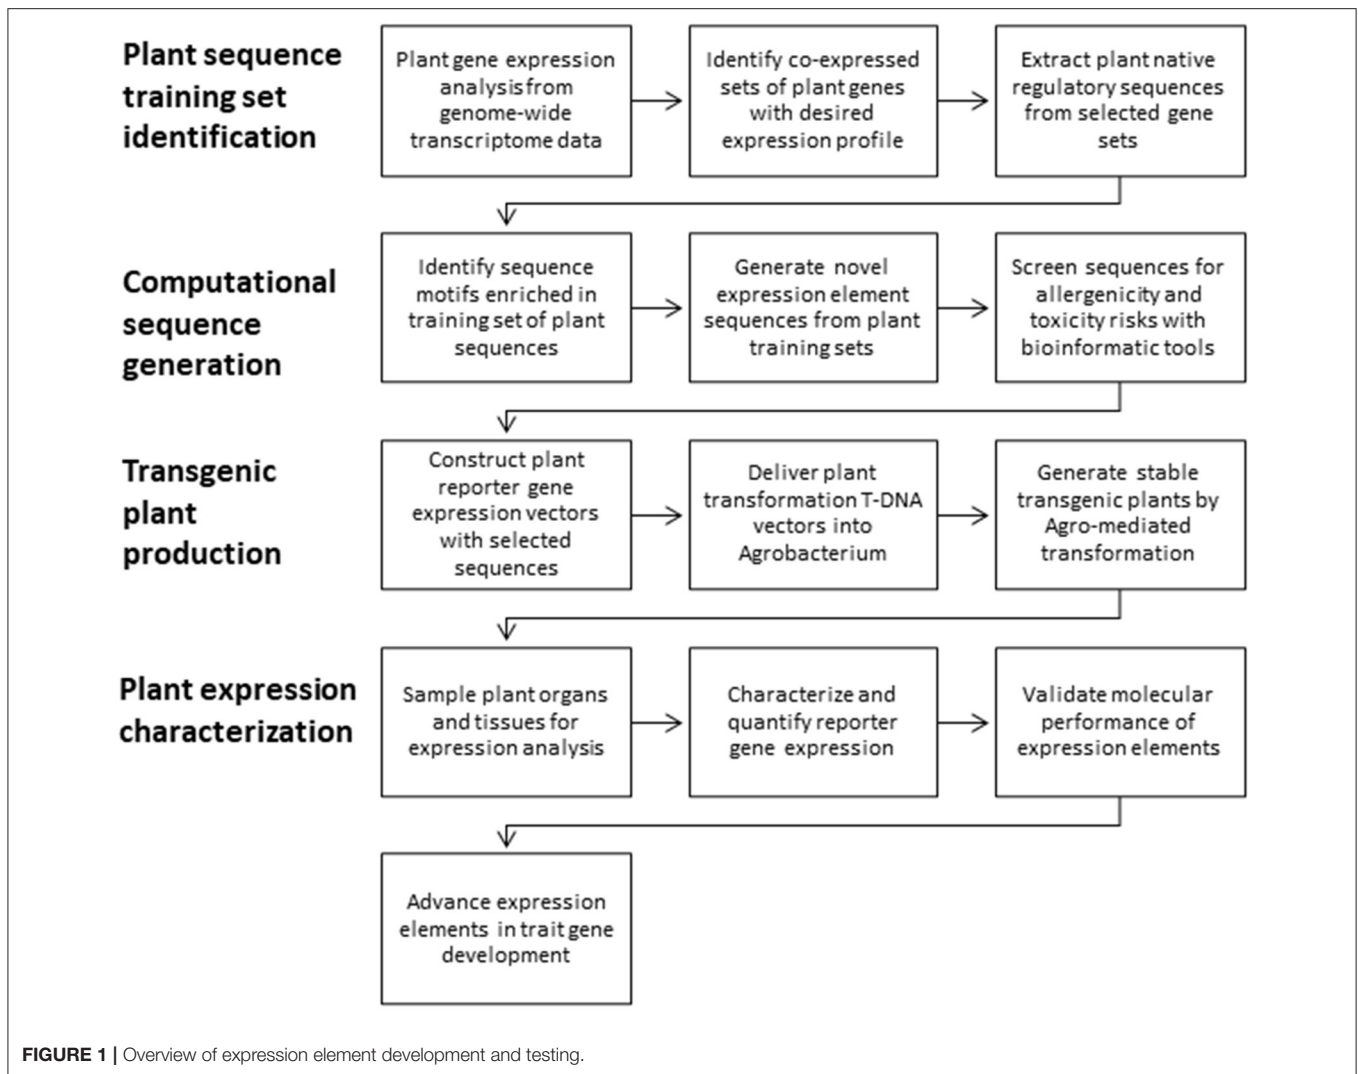 Plant sequence
training set
identification
Plant gene expression
analysis from
genome-wide
transcriptome data
Identify co-expressed
sets of plant genes
with desired
expression profile
Extract plant native
regulatory sequences
from selected gene
sets
Computational
sequence
generation
Identify sequence
motifs enriched in
training set of plant
sequences
Generate novel
expression element
sequences from plant
training sets
Screen sequences for
allergenicity and
toxicity risks with
bioinformatic tools
Transgenic
plant
production
Construct plant
reporter gene
expression vectors
with selected
sequences
Deliver plant
transformation T-DNA
vectors into
Agrobacterium
Generate stable
transgenic plants by
Agro-mediated
transformation
Plant expression
characterization
Sample plant organs
and tissues for
expression analysis
Characterize and
quantify reporter
gene expression
Validate molecular
performance of
expression elements
Advance expression
elements in trait gene
development
FIGURE 1 | Overview of expression element development and testing.